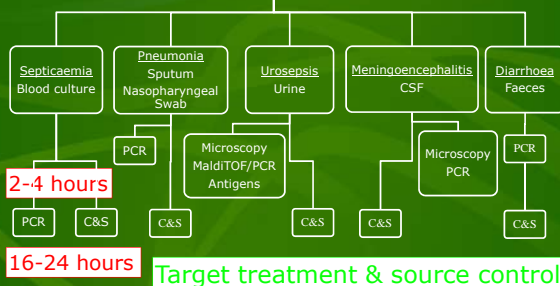 Septicaemia
Blood culture
Pneumonia
Sputum
Nasopharyngeal
Swab
Urosepsis
Urine
Meningoencephalitis
CSF
Diarrhoea
Faeces
PCR
Microscopy
MaldiTOF/PCR
Antigens
Microscopy
PCR
PCR
2-4 hours
PCR
C&S
C&S
C&S
C&S
C&S
16-24 hours
Target treatment & source control